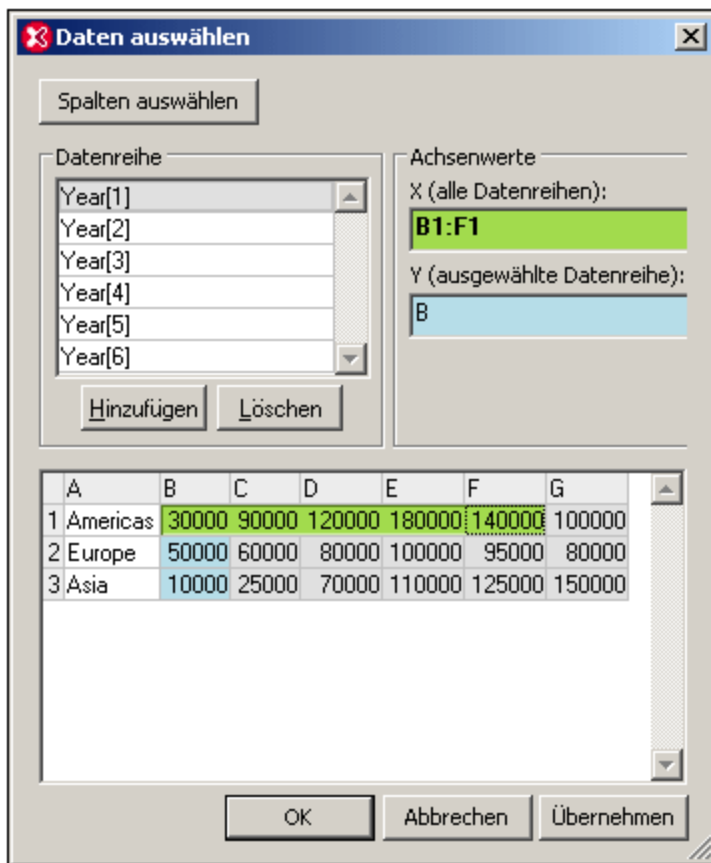 Daten auswählen
Spalten auswählen
Datenreihe
Year[1]
Year[2]
Year[3]
Year[4]
Year[5]
Year[6]
Hinzufügen Löschen
Achsenwerte
X (alle Datenreihen):
B1:F1
Y (ausgewählte Datenreihe):
B
A B C D E F G
1 Americas 30000 90000 120000 180000 140000 100000
2 Europe 50000 60000 80000 100000 95000 80000
3 Asia 10000 25000 70000 110000 125000 150000
OK Abbrechen Übernehmen